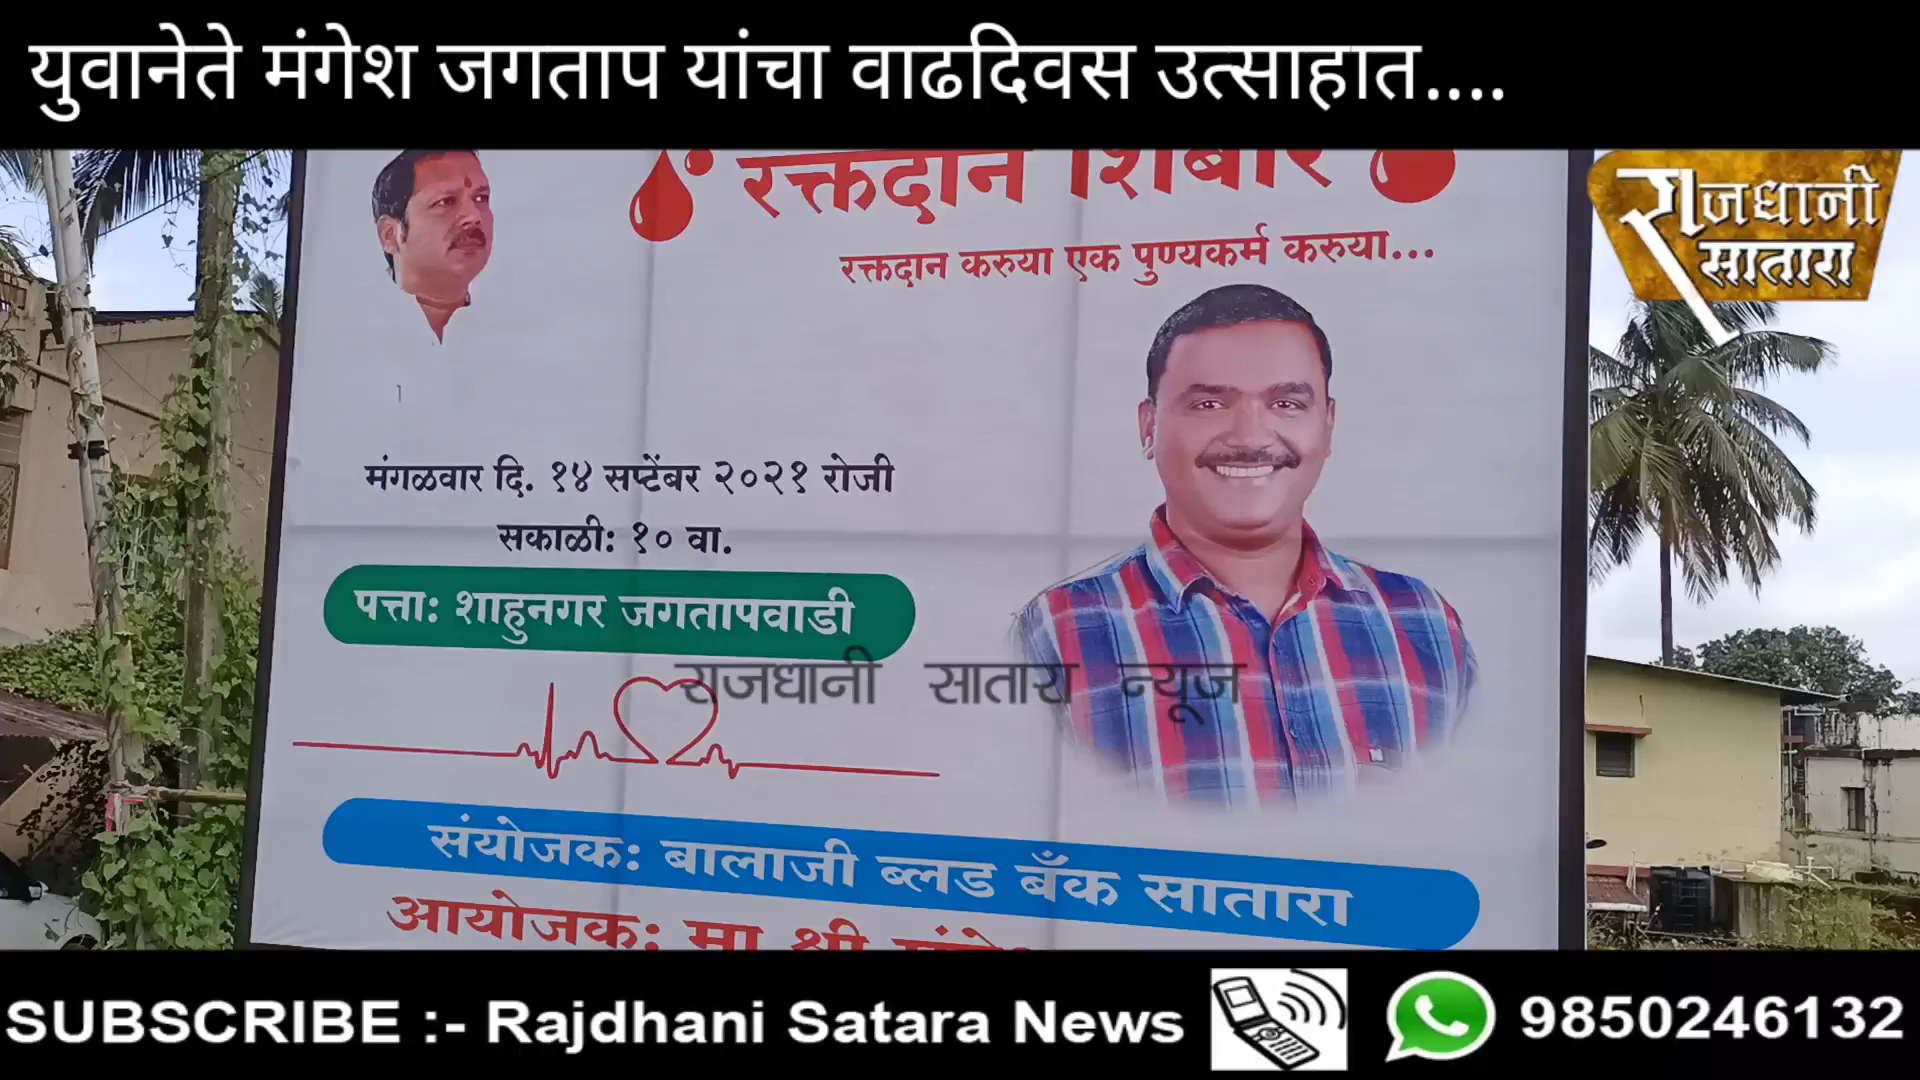 युवानेते मंगेश जगताप यांचा वाढदिवस उत्साहात....
राजधानी
सातारा
रक्तदान शिबीर
रक्तदान करुया एक पुण्यकर्म करुया...
मंगळवार दि. १४ सप्टेंबर २०२१ रोजी
सकाळी: १० वा.
पत्ता: शाहुनगर जगतापवाडी
राजधानी सातारा न्यूज
संयोजक: बालाजी ब्लड बँक सातारा
आयोजक: मा श्री
SUBSCRIBE :- Rajdhani Satara News 9850246132